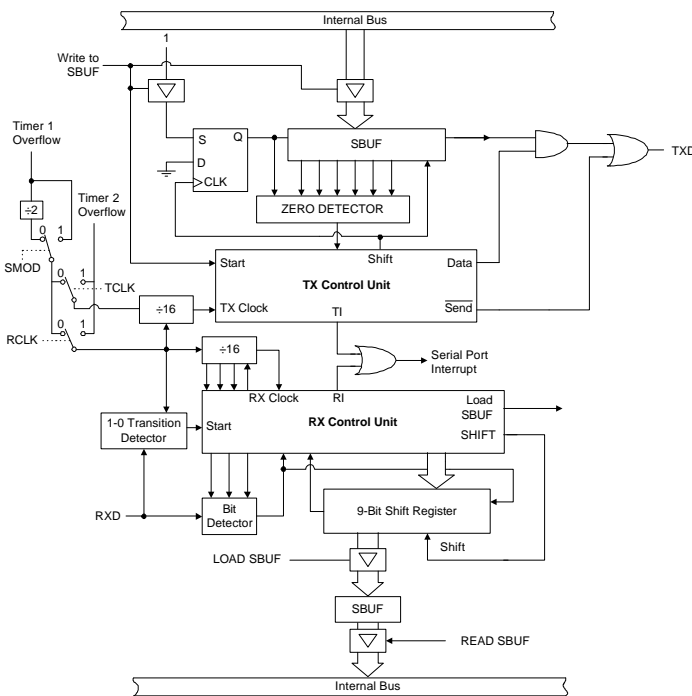 Internal Bus
1
Write to
SBUF
S
Q
D
CLK
SBUF
TXD
Timer 1
Overflow
Timer 2
Overflow
ZERO DETECTOR
÷2
0 1
SMOD
Shift
Start
Data
TX Control Unit
0 1
TCLK
÷16
TX Clock
TI
Send
0 1
RCLK
÷16
Serial Port
Interrupt
RX Clock
RI
Load
SBUF
1-0 Transition
Detector
Start
RX Control Unit
SHIFT
RXD
Bit
Detector
9-Bit Shift Register
Shift
LOAD SBUF
SBUF
READ SBUF
Internal Bus